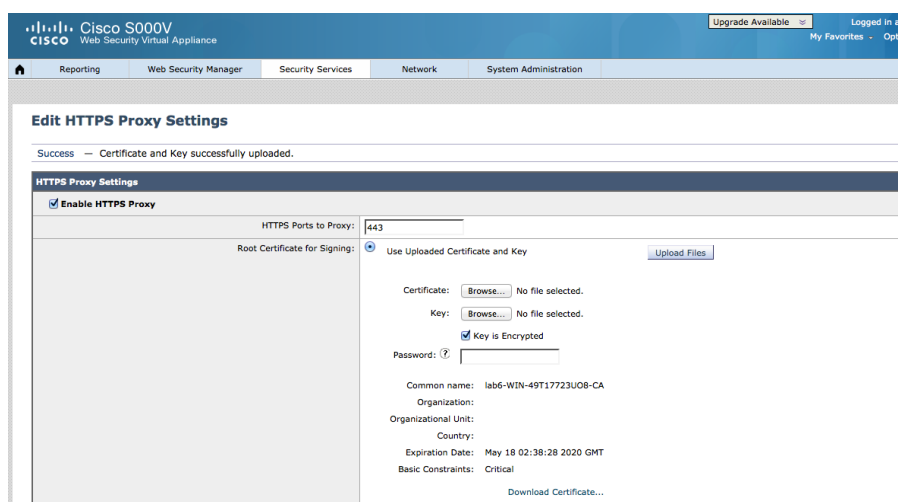 Cisco S000V
CISCO Web Security Virtual Appliance
Upgrade Available
Logged in
My Favorites
Reporting Web Security Manager Security Services Network System Administration
Edit HTTPS Proxy Settings
Success — Certificate and Key successfully uploaded.
HTTPS Proxy Settings
Enable HTTPS Proxy
HTTPS Ports to Proxy: 443
Root Certificate for Signing: Use Uploaded Certificate and Key Upload Files
Certificate: Browse... No file selected.
Key: Browse... No file selected.
Key is Encrypted
Password: ?
Common name: lab6-WIN-49T17723UO8-CA
Organization:
Organizational Unit:
Country:
Expiration Date: May 18 02:38:28 2020 GMT
Basic Constraints: Critical
Download Certificate...